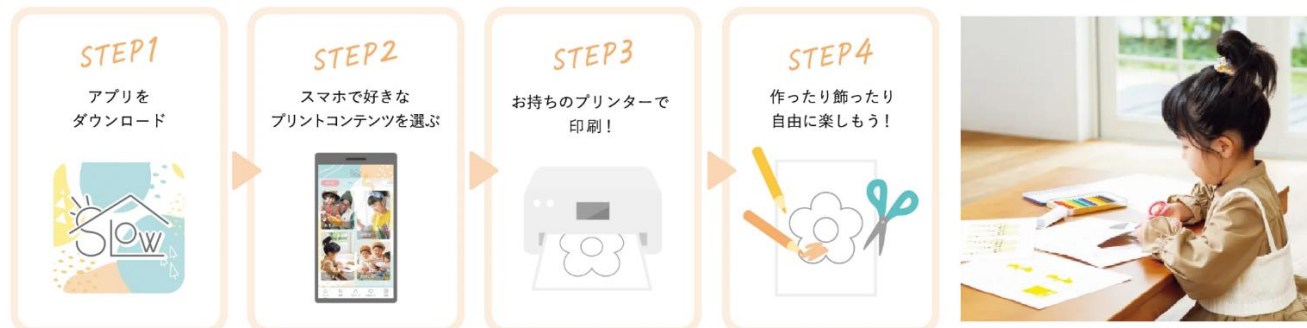 STEP1
アプリを
ダウンロード
Slow
STEP2
スマホで好きな
プリントコンテンツを選ぶ
STEP3
お持ちのプリンターで
印刷！
STEP4
作ったり飾ったり
自由に楽しもう！